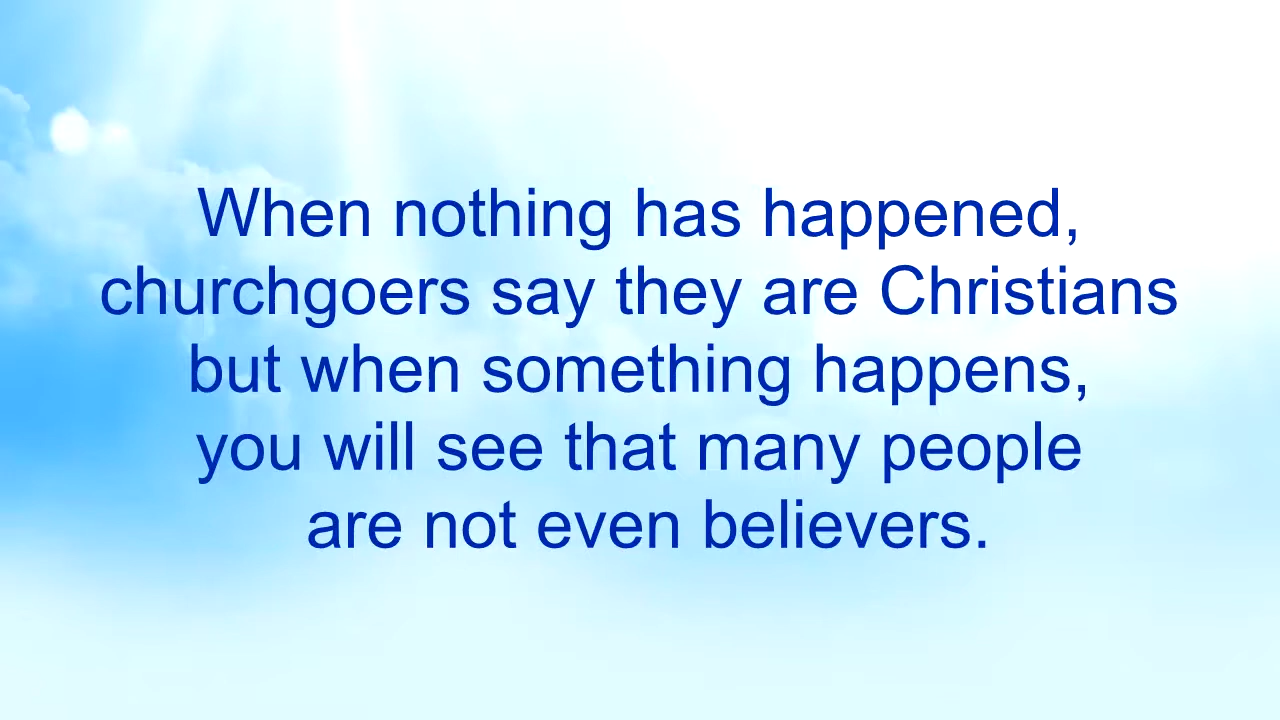 When nothing has happened,
churchgoers say they are Christians
but when something happens,
you will see that many people
are not even believers.